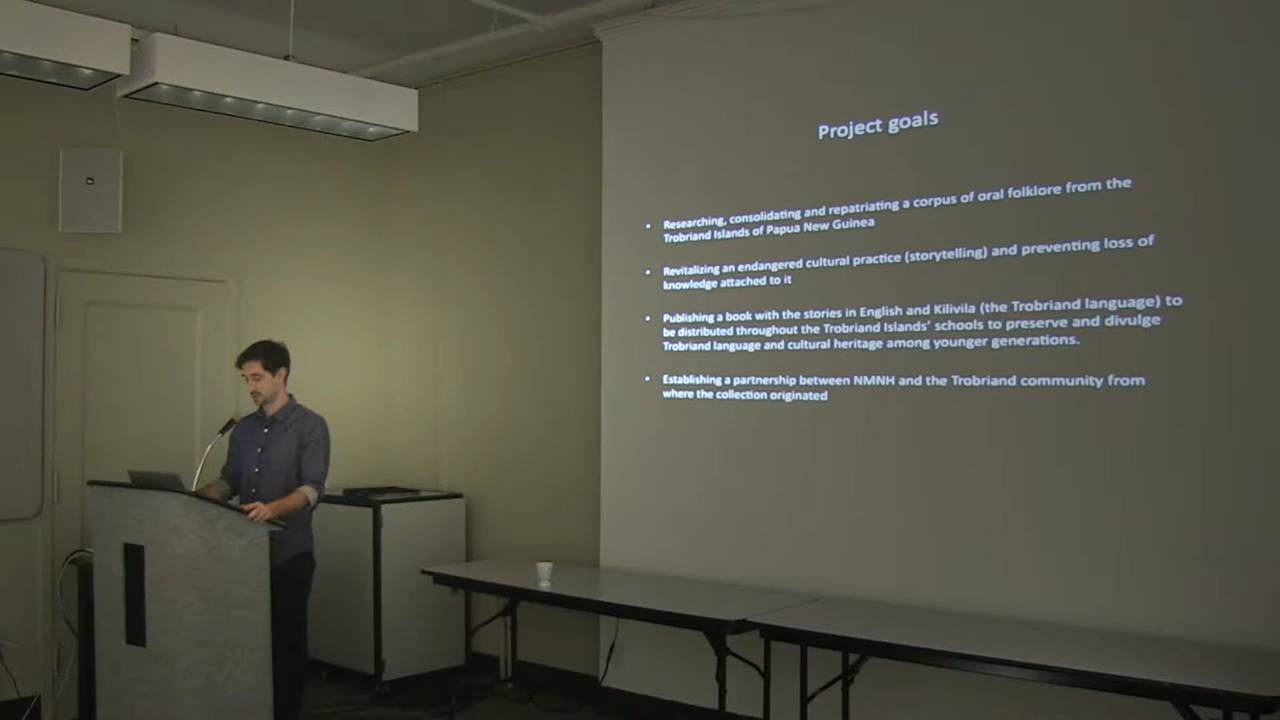 Project goals
• Researching, consolidating and repatriating a corpus of oral folklore from the
Trobriand Islands of Papua New Guinea
• Revitalizing an endangered cultural practice (storytelling) and preventing loss of
knowledge attached to it
• Publishing a book with the stories in English and Kilivila (the Trobriand language) to
be distributed throughout the Trobriand Islands' schools to preserve and divulge
Trobriand language and cultural heritage among younger generations.
• Establishing a partnership between NMNH and the Trobriand community from
where the collection originated